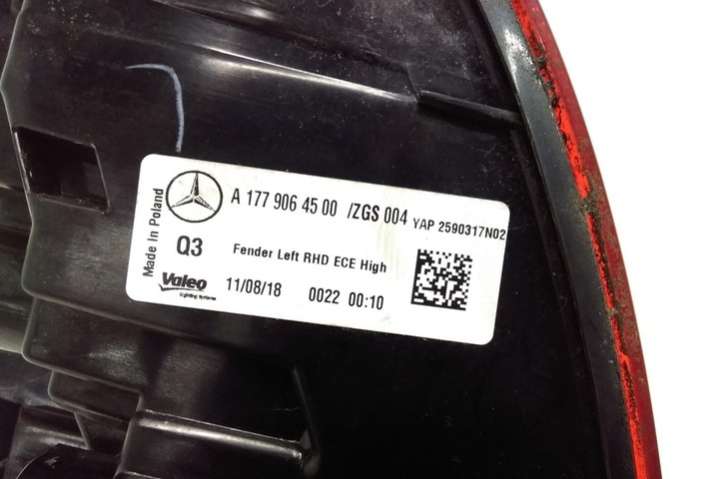 Made In Poland
A 177 906 45 00 /ZGS 004 YAP 2590317N02
Q3 Fender Left RHD ECE High
Valeo 11/08/18 0022 00:10
Lighting Systems